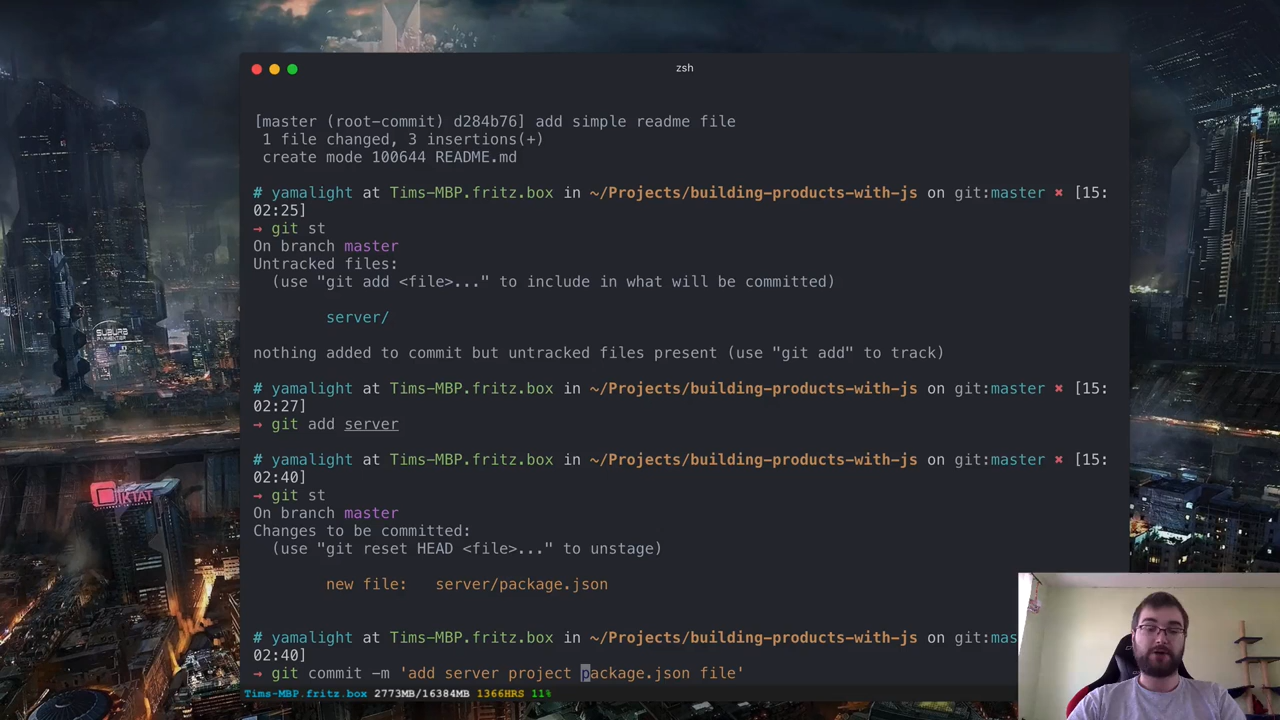 zsh
[master (root-commit) d284b76] add simple readme file
1 file changed, 3 insertions(+)
create mode 100644 README.md
# yamalight at Tims-MBP.fritz.box in ~/Projects/building-products-with-js on git:master ✖ [15:
02:25]
→ git st
On branch master
Untracked files:
(use "git add <file>..." to include in what will be committed)
server/
nothing added to commit but untracked files present (use "git add" to track)
# yamalight at Tims-MBP.fritz.box in ~/Projects/building-products-with-js on git:master ✖ [15:
02:27]
→ git add server
# yamalight at Tims-MBP.fritz.box in ~/Projects/building-products-with-js on git:master ✖ [15:
02:40]
→ git st
On branch master
Changes to be committed:
(use "git reset HEAD <file>..." to unstage)
new file:   server/package.json
# yamalight at Tims-MBP.fritz.box in ~/Projects/building-products-with-js on git:mas
02:40]
→ git commit -m 'add server project package.json file'
Tims-MBP.fritz.box 2773MB/16384MB 1366HRS 11%
SUBURB
DIKTAT